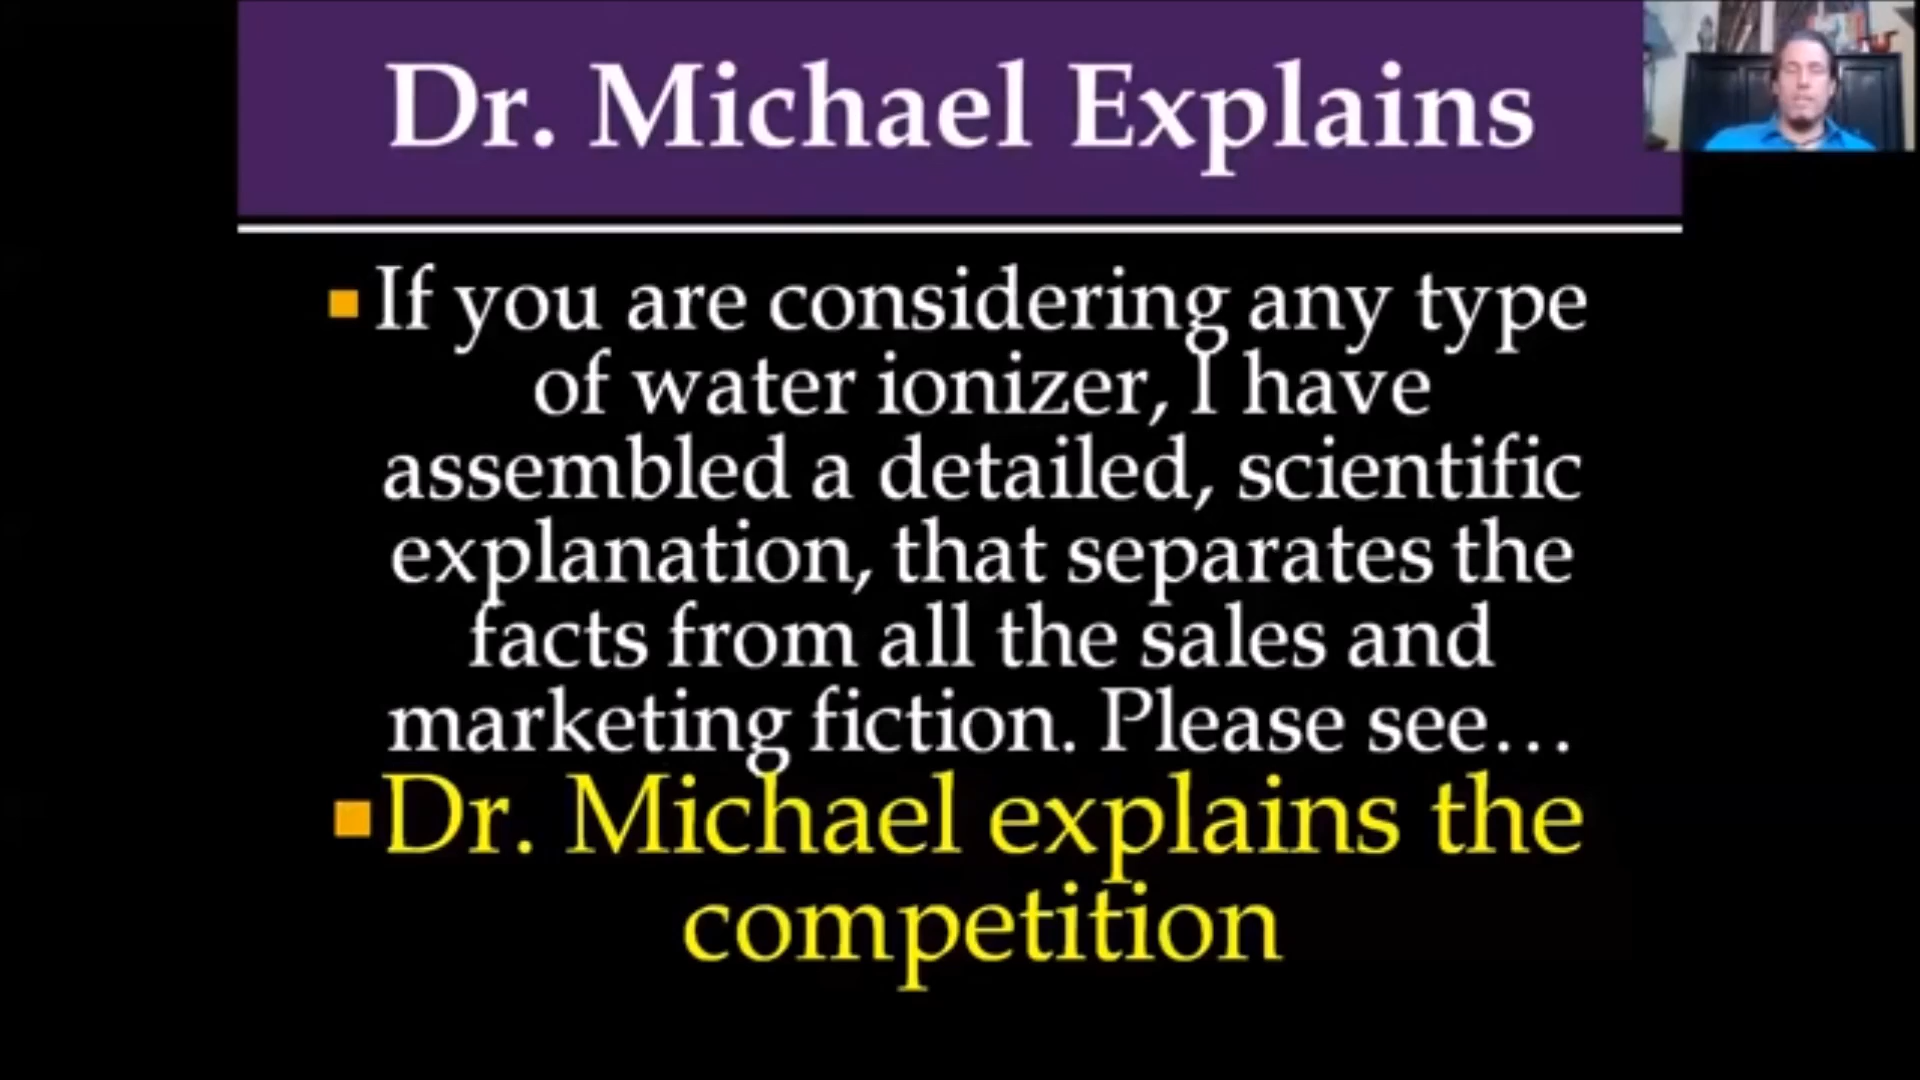 Dr. Michael Explains
If you are considering any type
of water ionizer, I have
assembled a detailed, scientific
explanation, that separates the
facts from all the sales and
marketing fiction. Please see…
Dr. Michael explains the
competition